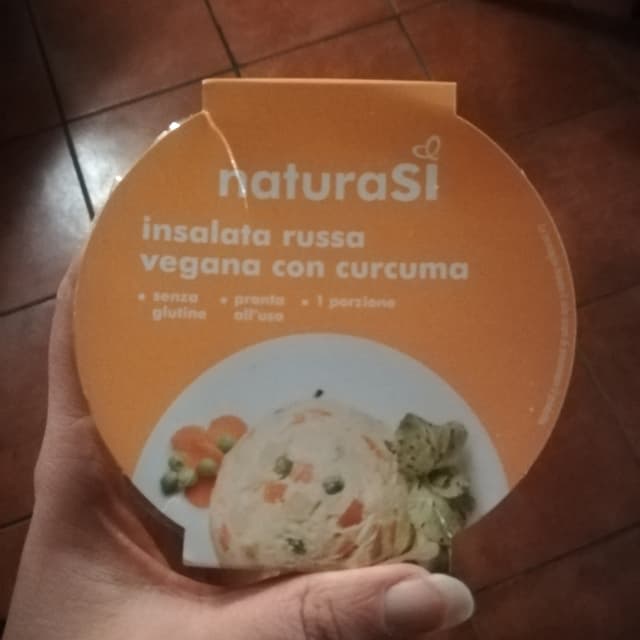 naturaSì
insalata russa
vegana con curcuma
• senza • pronta • 1 porzione
glutine all'uso